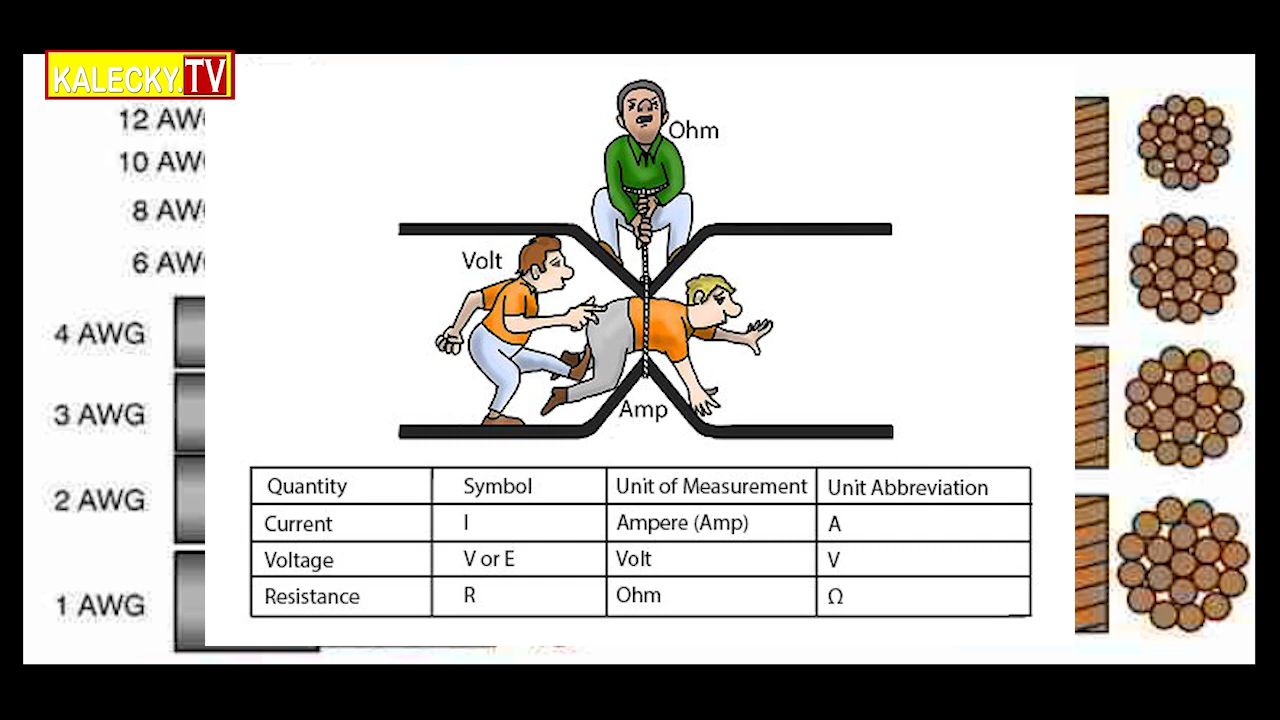 KALECKY.TV
12 AW
10 AW
8 AW
6 AW
4 AWG
3 AWG
2 AWG
1 AWG
Ohm
Volt
Amp
Quantity Symbol Unit of Measurement Unit Abbreviation
Current I Ampere (Amp) A
Voltage V or E Volt V
Resistance R Ohm Ω